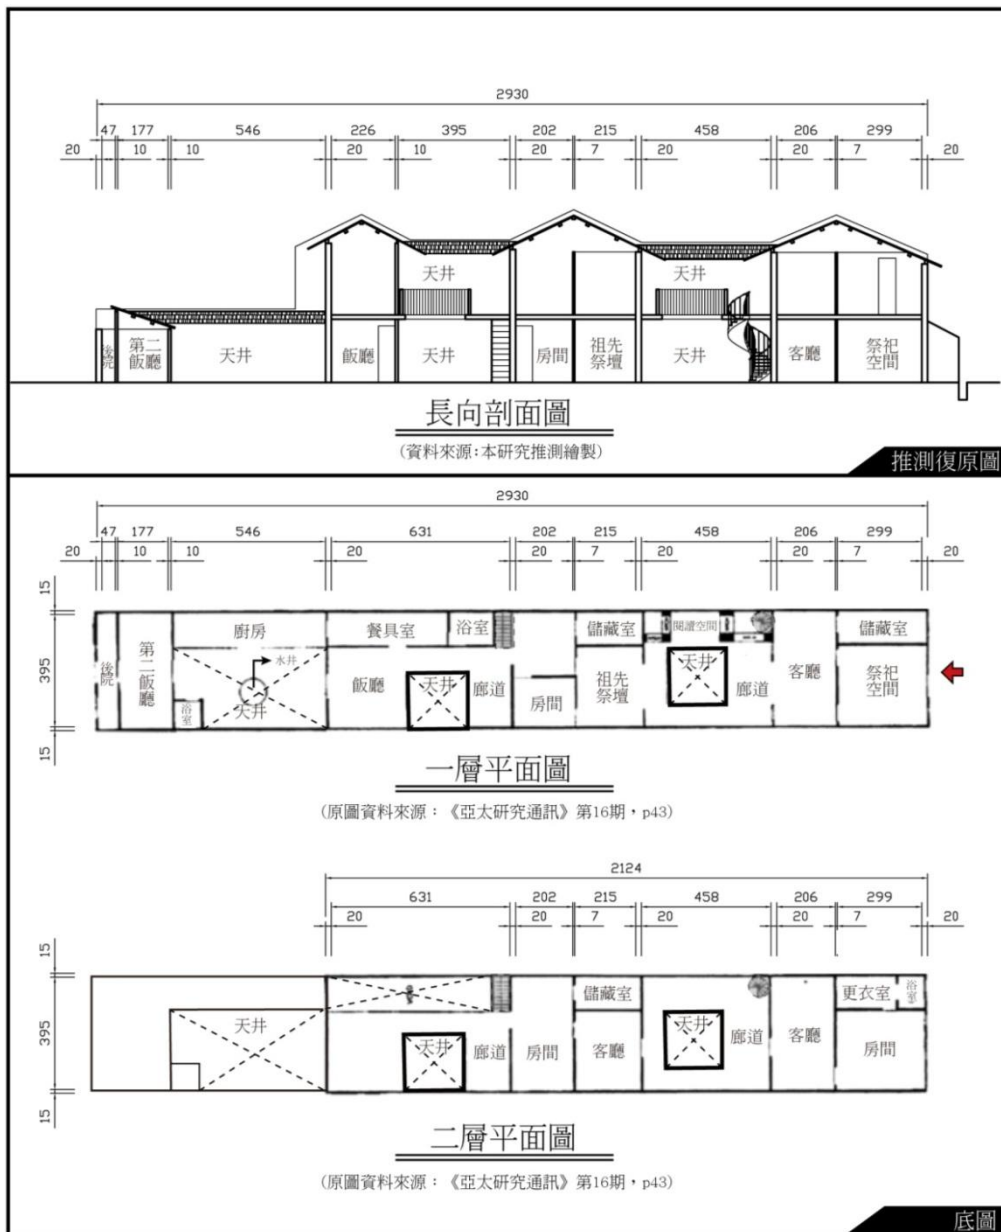 2930
47 177 546 226 395 202 215 458 206 299
20 10 10 20 10 20 7 20 20 7 20
天井
天井
後院
第二飯廳
天井
飯廳
天井
房間
祖先祭壇
天井
客廳
祭祀空間
長向剖面圖
(資料來源:本研究推測繪製)
推測復原圖
2930
47 177 546 631 202 215 458 206 299
20 10 10 20 20 7 20 20 7 20
15
395
15
後院
第二飯廳
廚房
水井
浴室
天井
餐具室
浴室
飯廳
天井
廊道
房間
儲藏室
祖先祭壇
閱讀空間
天井
廊道
客廳
儲藏室
祭祀空間
一層平面圖
(原圖資料來源：《亞太研究通訊》第16期，p43)
2124
631 202 215 458 206 299
20 20 7 20 20 7 20
15
395
15
天井
天井
廊道
房間
儲藏室
客廳
天井
廊道
客廳
更衣室
浴室
房間
二層平面圖
(原圖資料來源：《亞太研究通訊》第16期，p43)
底圖